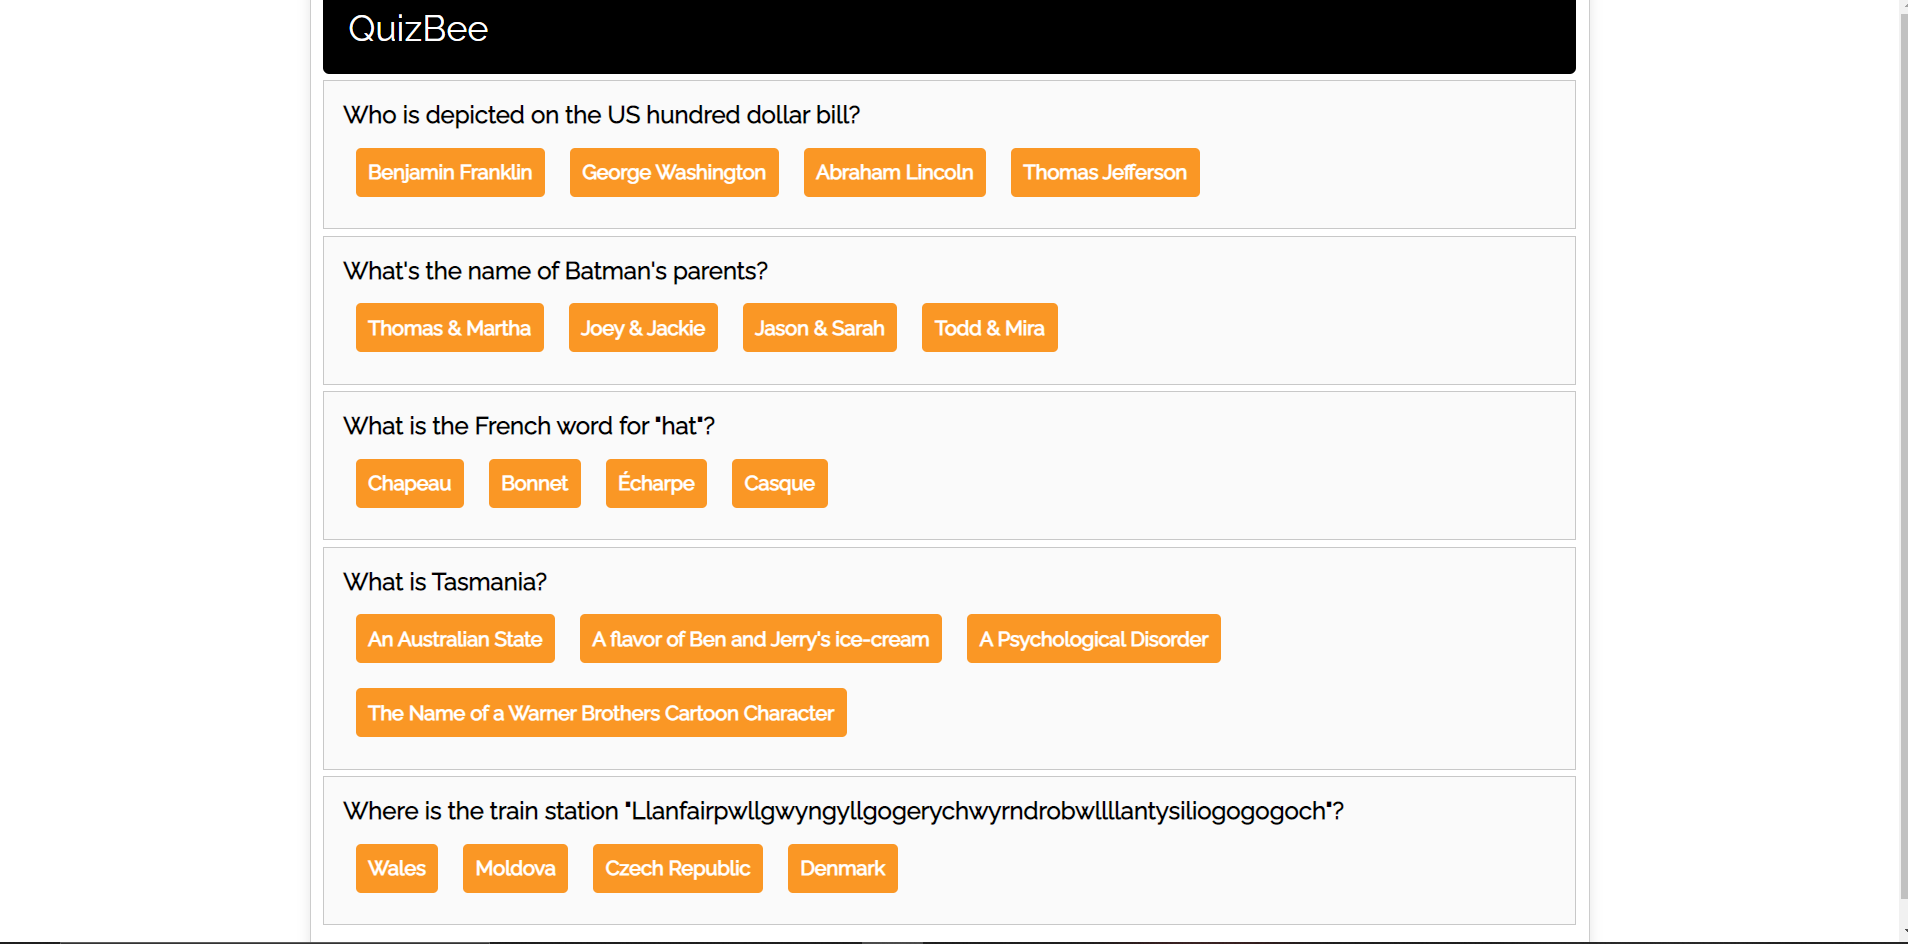 QuizBee
Who is depicted on the US hundred dollar bill?
Benjamin Franklin George Washington Abraham Lincoln Thomas Jefferson
What's the name of Batman's parents?
Thomas & Martha Joey & Jackie Jason & Sarah Todd & Mira
What is the French word for "hat"?
Chapeau Bonnet Écharpe Casque
What is Tasmania?
An Australian State A flavor of Ben and Jerry's ice-cream A Psychological Disorder
The Name of a Warner Brothers Cartoon Character
Where is the train station "Llanfairpwllgwyngyllgogerychwyrndrobwllllantysiliogogogoch"?
Wales Moldova Czech Republic Denmark